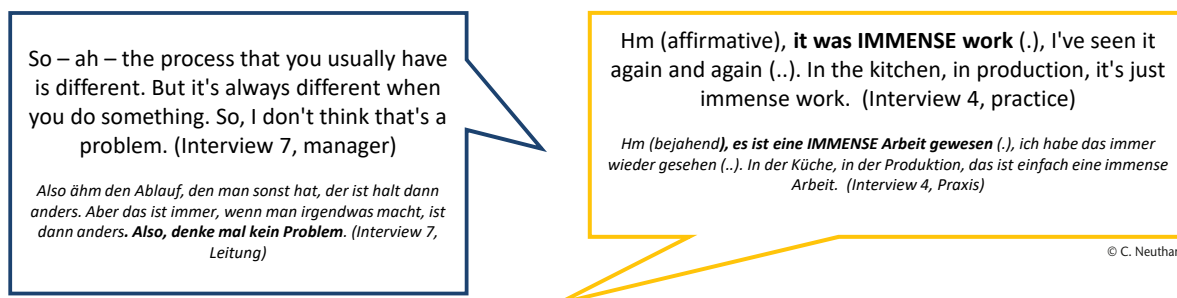 So – ah – the process that you usually have
is different. But it's always different when
you do something. So, I don't think that's a
problem. (Interview 7, manager)
Also ähm den Ablauf, den man sonst hat, der ist halt dann
anders. Aber das ist immer, wenn man irgendwas macht, ist
dann anders. Also, denke mal kein Problem. (Interview 7,
Leitung)
Hm (affirmative), it was IMMENSE work (.), I've seen it
again and again (..). In the kitchen, in production, it's just
immense work. (Interview 4, practice)
Hm (bejahend), es ist eine IMMENSE Arbeit gewesen (.), ich habe das immer
wieder gesehen (..). In der Küche, in der Produktion, das ist einfach eine immense
Arbeit. (Interview 4, Praxis)
© C. Neuthar